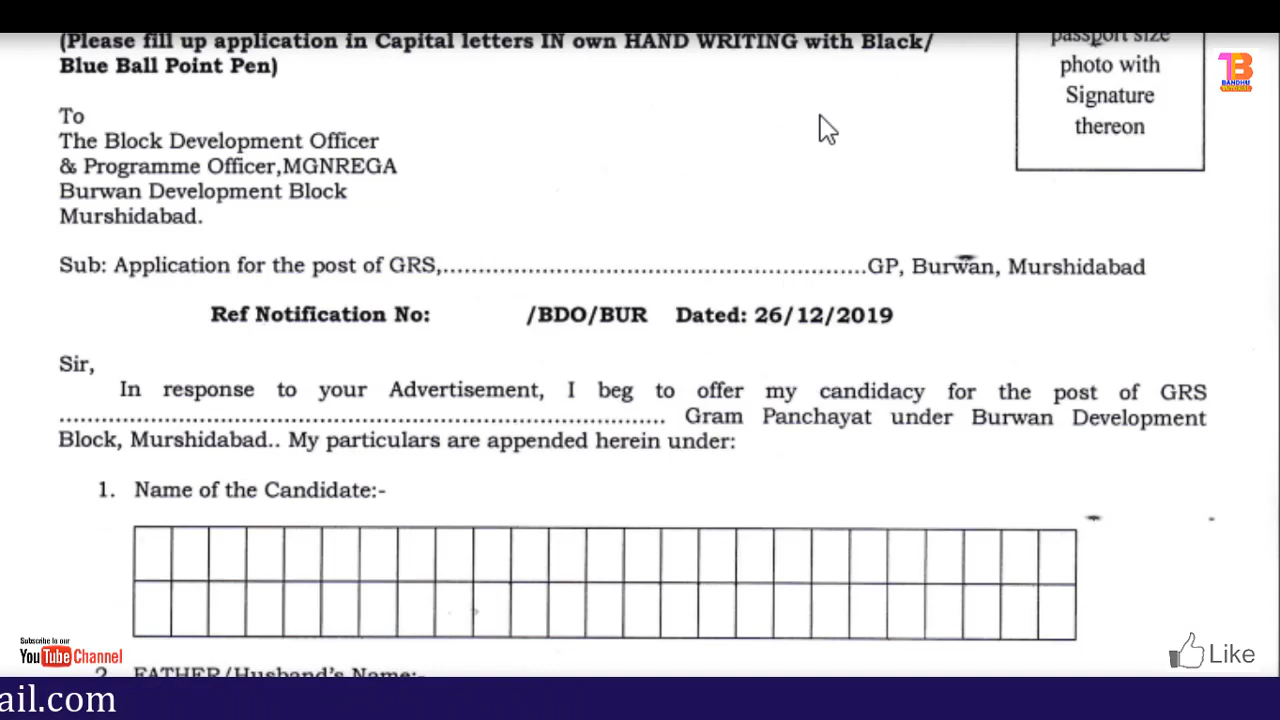 (Please fill up application in Capital letters IN own HAND WRITING with Black/
Blue Ball Point Pen)
passport size
photo with
Signature
thereon
BANDHU
To
The Block Development Officer
& Programme Officer,MGNREGA
Burwan Development Block
Murshidabad.
Sub: Application for the post of GRS,...........................................................GP, Burwan, Murshidabad
Ref Notification No: /BDO/BUR Dated: 26/12/2019
Sir,
In response to your Advertisement, I beg to offer my candidacy for the post of GRS
.................................................................................... Gram Panchayat under Burwan Development
Block, Murshidabad.. My particulars are appended herein under:
1. Name of the Candidate:-
2. FATHER/Husband's Name:-
Subscribe to our
YouTube Channel
Like
ail.com